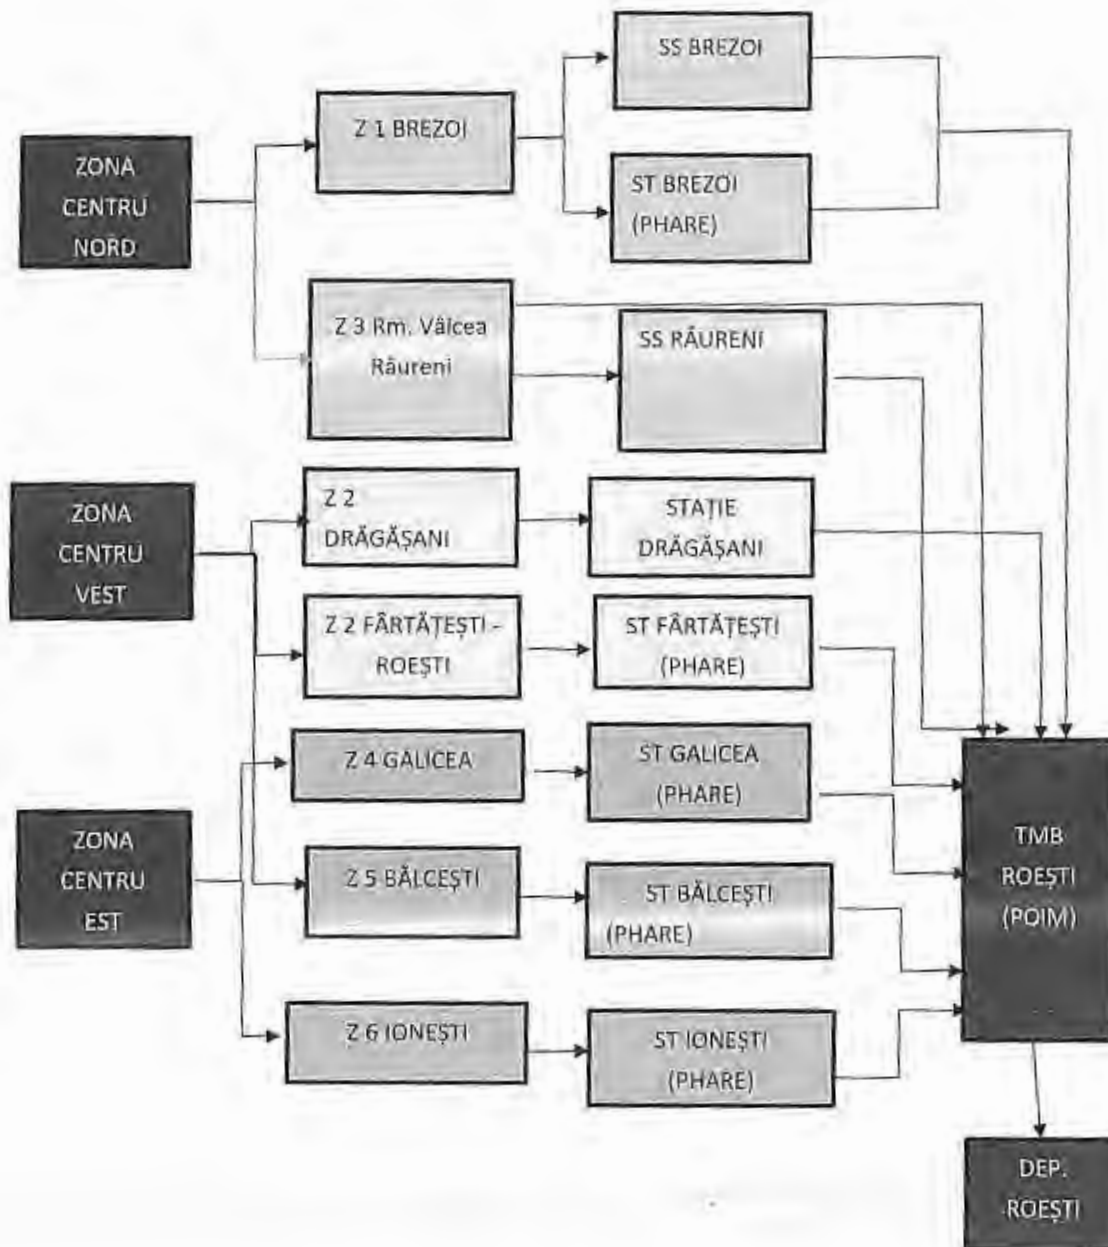 SS BREZOI
Z 1 BREZOI
ZONA
CENTRU
NORD
ST BREZOI
(PHARE)
Z 3 Rm. Vâlcea
Râureni
SS RÂURENI
ZONA
CENTRU
VEST
Z 2
DRĂGĂȘANI
STAȚIE
DRĂGĂȘANI
Z 2 FÂRTĂȚEȘTI -
ROEȘTI
ST FÂRTĂȚEȘTI
(PHARE)
Z 4 GALICEA
ST GALICEA
(PHARE)
ZONA
CENTRU
EST
Z 5 BĂLCEȘTI
ST BĂLCEȘTI
(PHARE)
TMB
ROEȘTI
(POIM)
Z 6 IONEȘTI
ST IONEȘTI
(PHARE)
DEP.
ROEȘTI